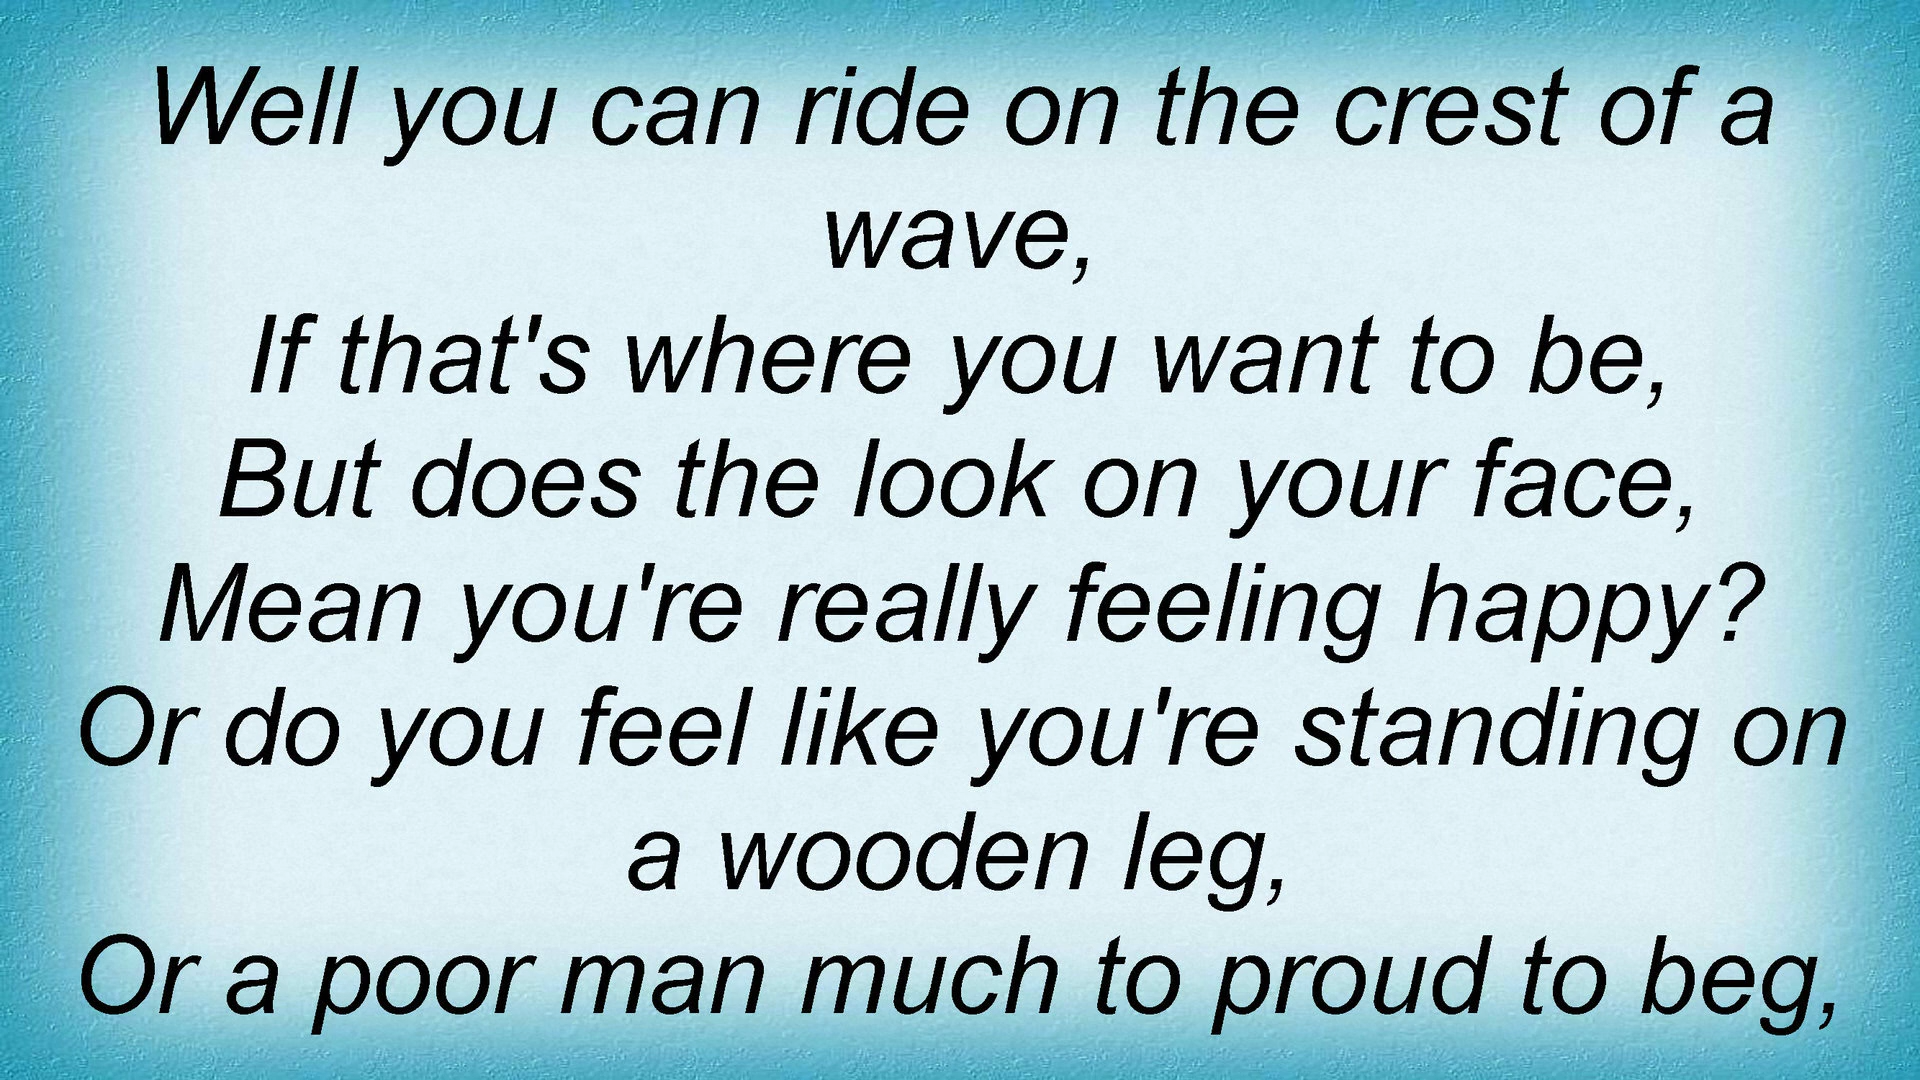 Well you can ride on the crest of a
wave,
If that's where you want to be,
But does the look on your face,
Mean you're really feeling happy?
Or do you feel like you're standing on
a wooden leg,
Or a poor man much to proud to beg,